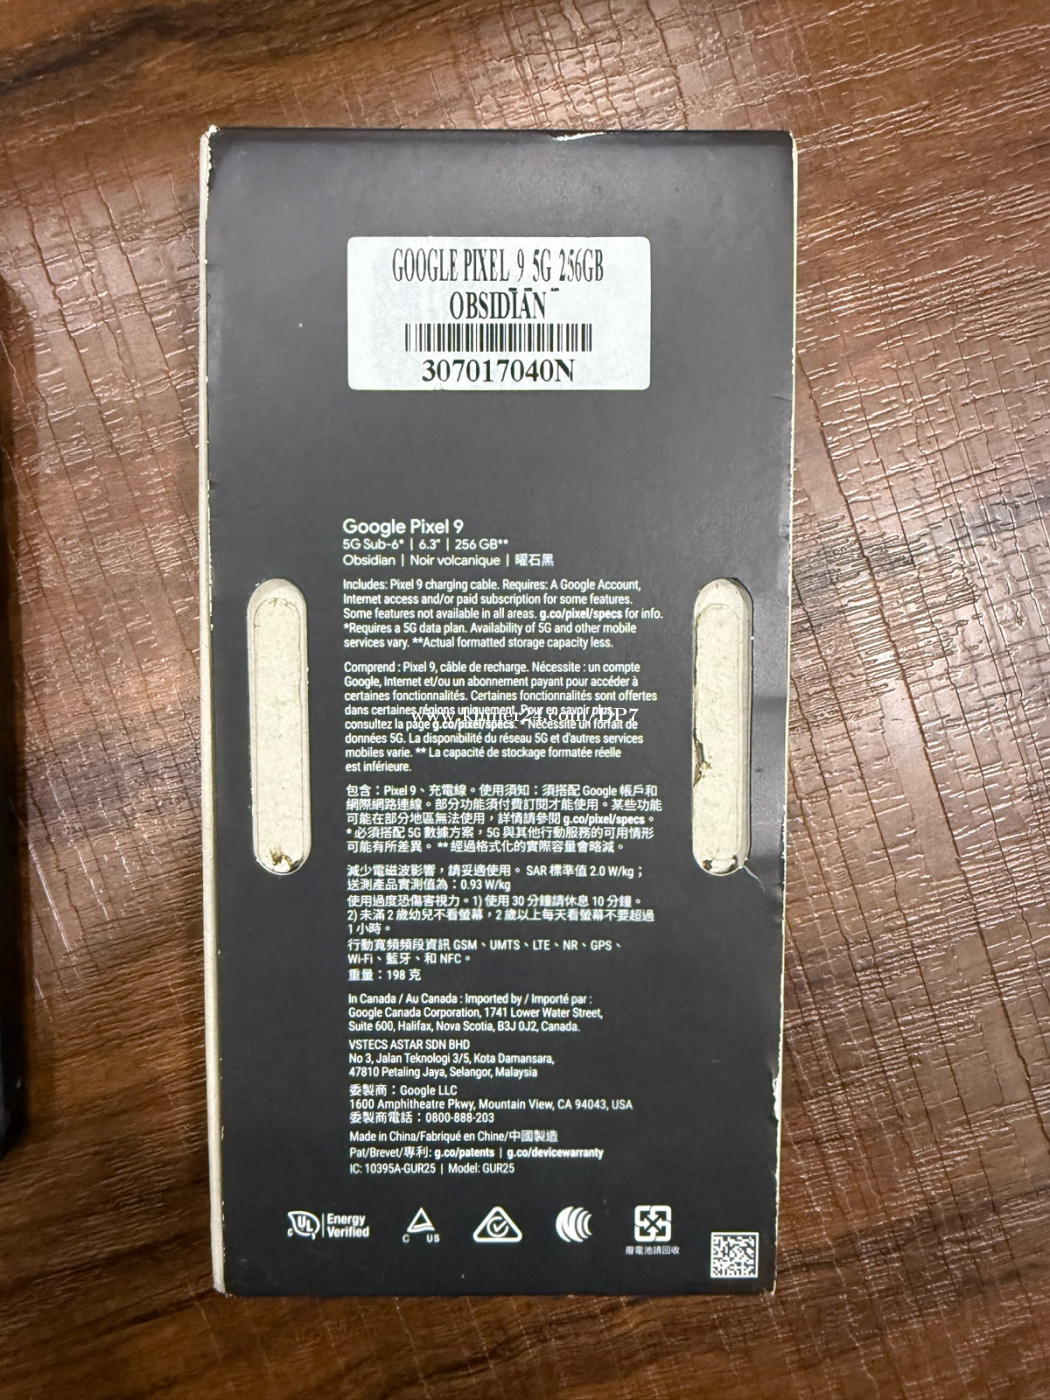 GOOGLE PIXEL 9 5G 256GB
OBSIDIAN
307017040N
Google Pixel 9
5G Sub-6* | 6.3" | 256 GB**
Obsidian | Noir volcanique | 曜石黑
Includes: Pixel 9 charging cable. Requires: A Google Account,
Internet access and/or paid subscription for some features.
Some features not available in all areas. g.co/pixel/specs for info.
*Requires a 5G data plan. Availability of 5G and other mobile
services vary. **Actual formatted storage capacity less.
Comprend : Pixel 9, câble de recharge. Nécessite : un compte
Google, Internet et/ou un abonnement payant pour accéder à
certaines fonctionnalités. Certaines fonctionnalités sont offertes
dans certaines régions uniquement. Pour en savoir plus,
consultez la page g.co/pixel/specs. *Nécessite un forfait de
www.khmer24.com/DP7
données 5G. La disponibilité du réseau 5G et d'autres services
mobiles varie. ** La capacité de stockage formatée réelle
est inférieure.
包含：Pixel 9、充電線。使用須知：須搭配 Google 帳戶和
網際網路連線。部分功能須付費訂閱才能使用。某些功能
可能在部分地區無法使用，詳情請參閱 g.co/pixel/specs。
* 必須搭配 5G 數據方案，5G 與其他行動服務的可用情形
可能有所差異。** 經過格式化的實際容量會略減。
減少電磁波影響，請妥適使用。SAR 標準值 2.0 W/kg；
送測產品實測值為：0.93 W/kg
使用過度恐傷害視力。1) 使用 30 分鐘請休息 10 分鐘。
2) 未滿 2 歲幼兒不看螢幕，2 歲以上每天看螢幕不要超過
1 小時。
行動寬頻頻段資訊 GSM、UMTS、LTE、NR、GPS、
Wi-Fi、藍牙、和 NFC。
重量：198 克
In Canada / Au Canada : Imported by / Importé par :
Google Canada Corporation, 1741 Lower Water Street,
Suite 600, Halifax, Nova Scotia, B3J 0J2, Canada.
VSTECS ASTAR SDN BHD
No 3, Jalan Teknologi 3/5, Kota Damansara,
47810 Petaling Jaya, Selangor, Malaysia
委製商：Google LLC
1600 Amphitheatre Pkwy, Mountain View, CA 94043, USA
委製商電話：0800-888-203
Made in China/Fabriqué en Chine/中國製造
Pat/Brevet/專利: g.co/patents | g.co/devicewarranty
IC: 10395A-GUR25 | Model: GUR25
c UL | Energy Verified
C US
廢電池請回收